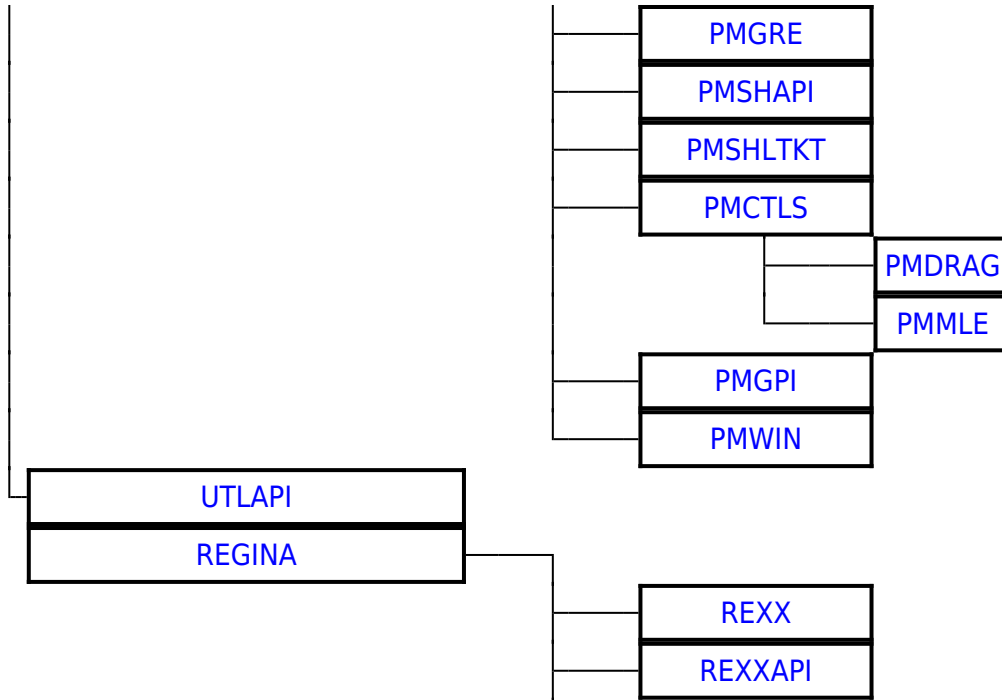 PMGRE
PMSHAPI
PMSHLTKT
PMCTLS
PMDRAG
PMMLE
PMGPI
PMWIN
UTLAPI
REGINA
REXX
REXXAPI